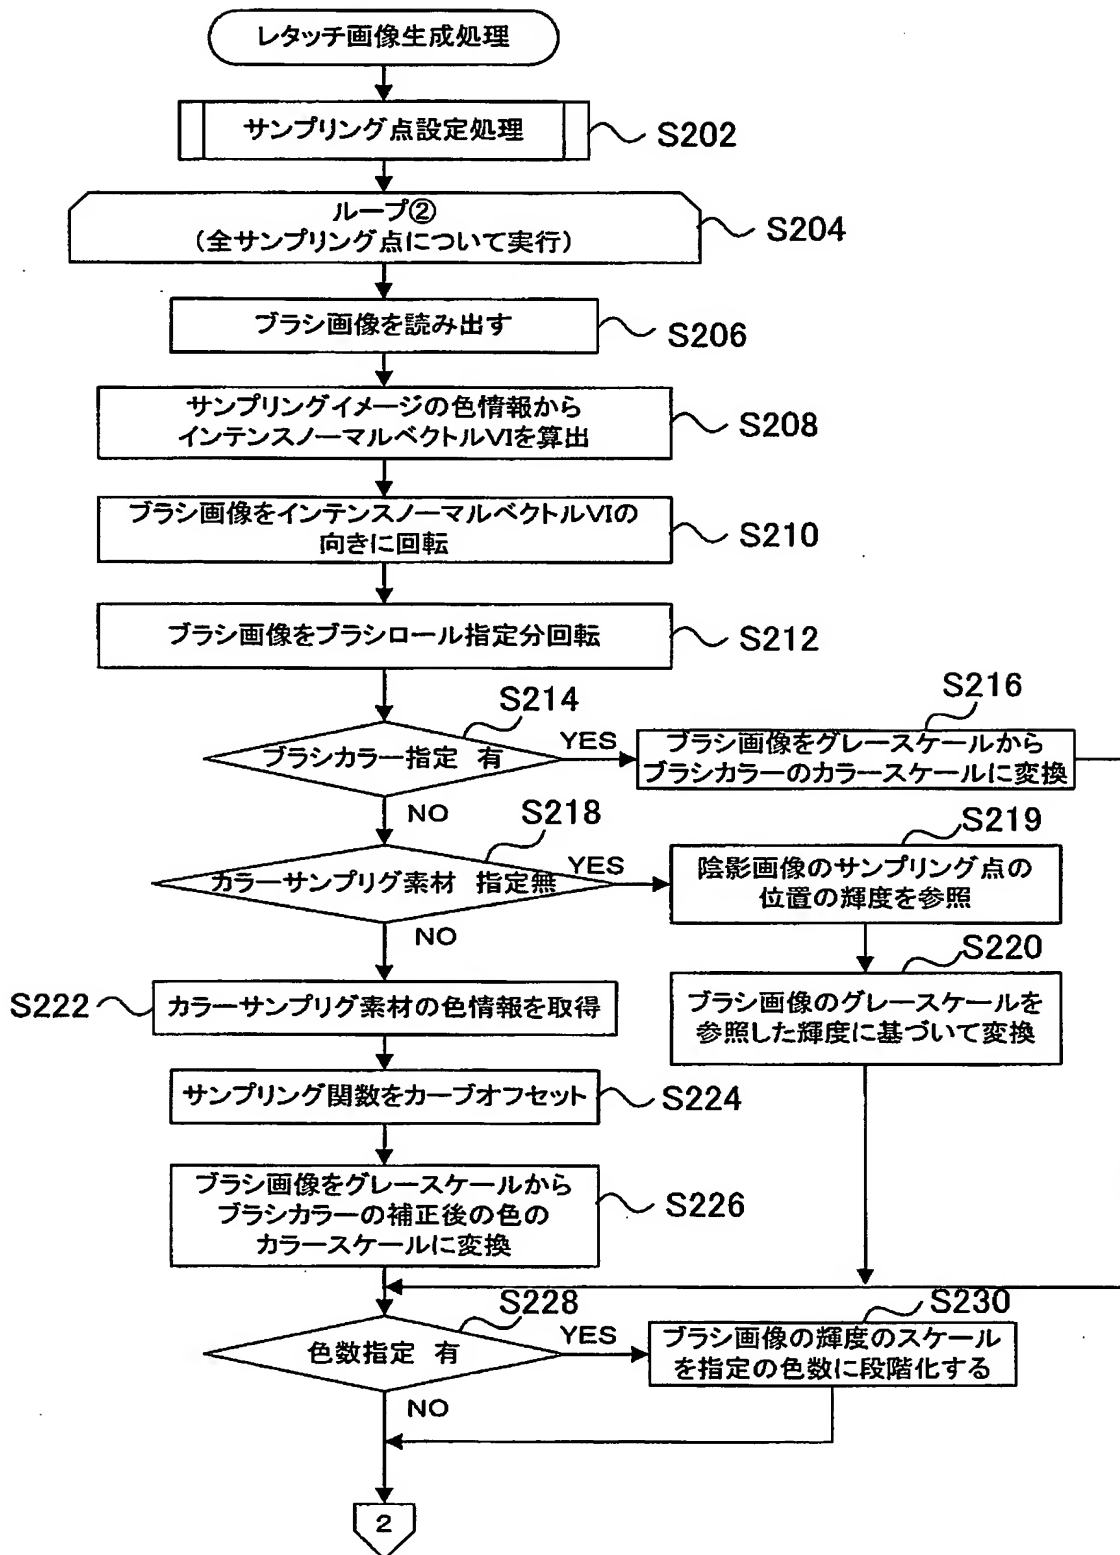 レタッチ画像生成処理
サンプリング点設定処理
S202
ループ②
(全サンプリング点について実行)
S204
ブラシ画像を読み出す
S206
サンプリングイメージの色情報から
インテンスノーマルベクトルVIを算出
S208
ブラシ画像をインテンスノーマルベクトルVIの
向きに回転
S210
ブラシ画像をブラシロール指定分回転
S212
S214
ブラシカラー指定 有
YES
NO
S216
ブラシ画像をグレースケールから
ブラシカラーのカラースケールに変換
S218
カラーサンプリグ素材 指定無
YES
NO
S219
陰影画像のサンプリング点の
位置の輝度を参照
S220
ブラシ画像のグレースケールを
参照した輝度に基づいて変換
S222
カラーサンプリグ素材の色情報を取得
サンプリング関数をカーブオフセット
S224
ブラシ画像をグレースケールから
ブラシカラーの補正後の色の
カラースケールに変換
S226
S228
色数指定 有
YES
NO
S230
ブラシ画像の輝度のスケール
を指定の色数に段階化する
2